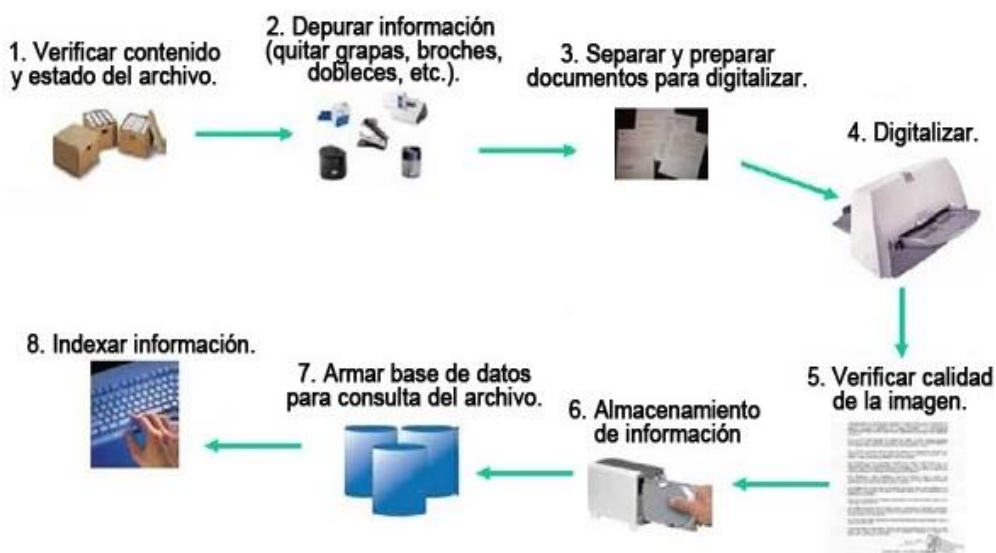 1. Verificar contenido
y estado del archivo.
2. Depurar información
(quitar grapas, broches,
dobleces, etc.).
3. Separar y preparar
documentos para digitalizar.
4. Digitalizar.
5. Verificar calidad
de la imagen.
6. Almacenamiento
de información
7. Armar base de datos
para consulta del archivo.
8. Indexar información.